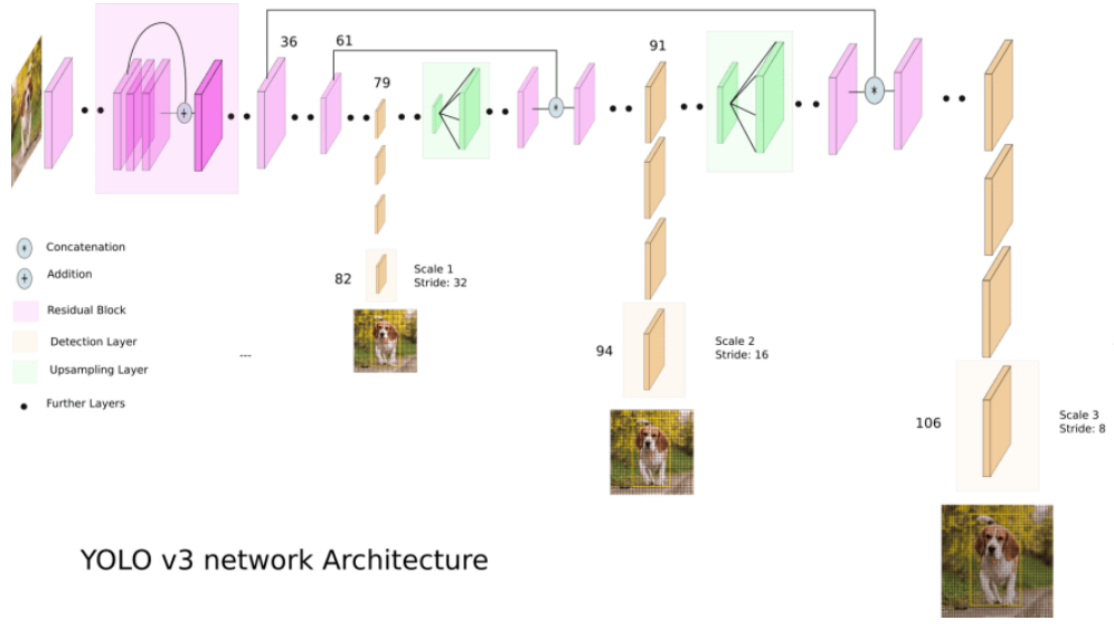 36
61
91
79
Concatenation
Addition
Residual Block
Detection Layer
Upsampling Layer
Further Layers
---
82
Scale 1
Stride: 32
94
Scale 2
Stride: 16
106
Scale 3
Stride: 8
YOLO v3 network Architecture